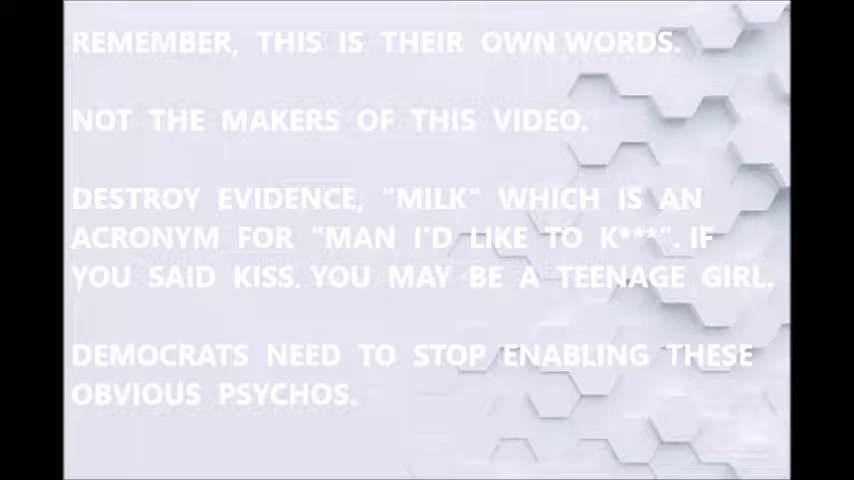 REMEMBER, THIS IS THEIR OWN WORDS.
NOT THE MAKERS OF THIS VIDEO.
DESTROY EVIDENCE, "MILK" WHICH IS AN
ACRONYM FOR "MAN I'D LIKE TO K***". IF
YOU SAID KISS. YOU MAY BE A TEENAGE GIRL.
DEMOCRATS NEED TO STOP ENABLING THESE
OBVIOUS PSYCHOS.